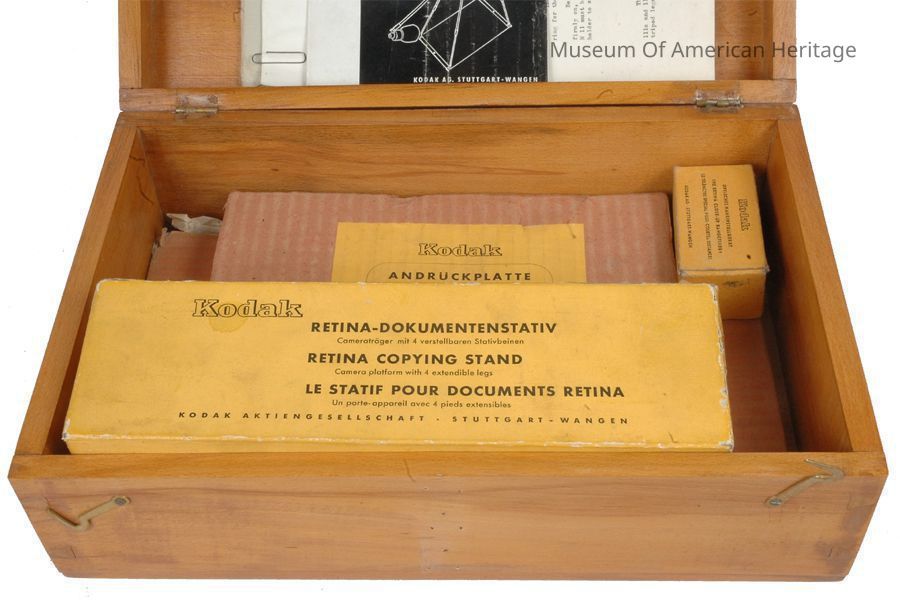 Museum Of American Heritage
KODAK AG. STUTTGART-WANGEN
Kodak
ANDRUCKPLATTE
Kodak
Kodak
RETINA-DOKUMENTENSTATIV
Cameraträger mit 4 verstellbaren Stativbeinen
RETINA COPYING STAND
Camera platform with 4 extendible legs
LE STATIF POUR DOCUMENTS RETINA
Un porte-appareil avec 4 pieds extensibles
KODAK AKTIENGESELLSCHAFT · STUTTGART-WANGEN